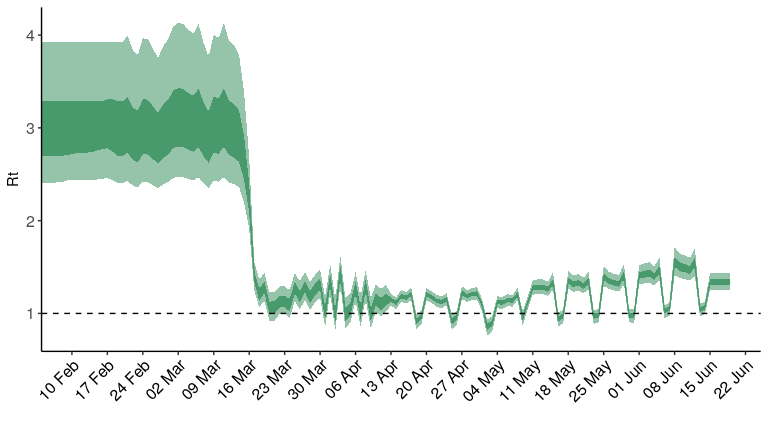 4
3
2
1
Rt
10 Feb
17 Feb
24 Feb
02 Mar
09 Mar
16 Mar
23 Mar
30 Mar
06 Apr
13 Apr
20 Apr
27 Apr
04 May
11 May
18 May
25 May
01 Jun
08 Jun
15 Jun
22 Jun